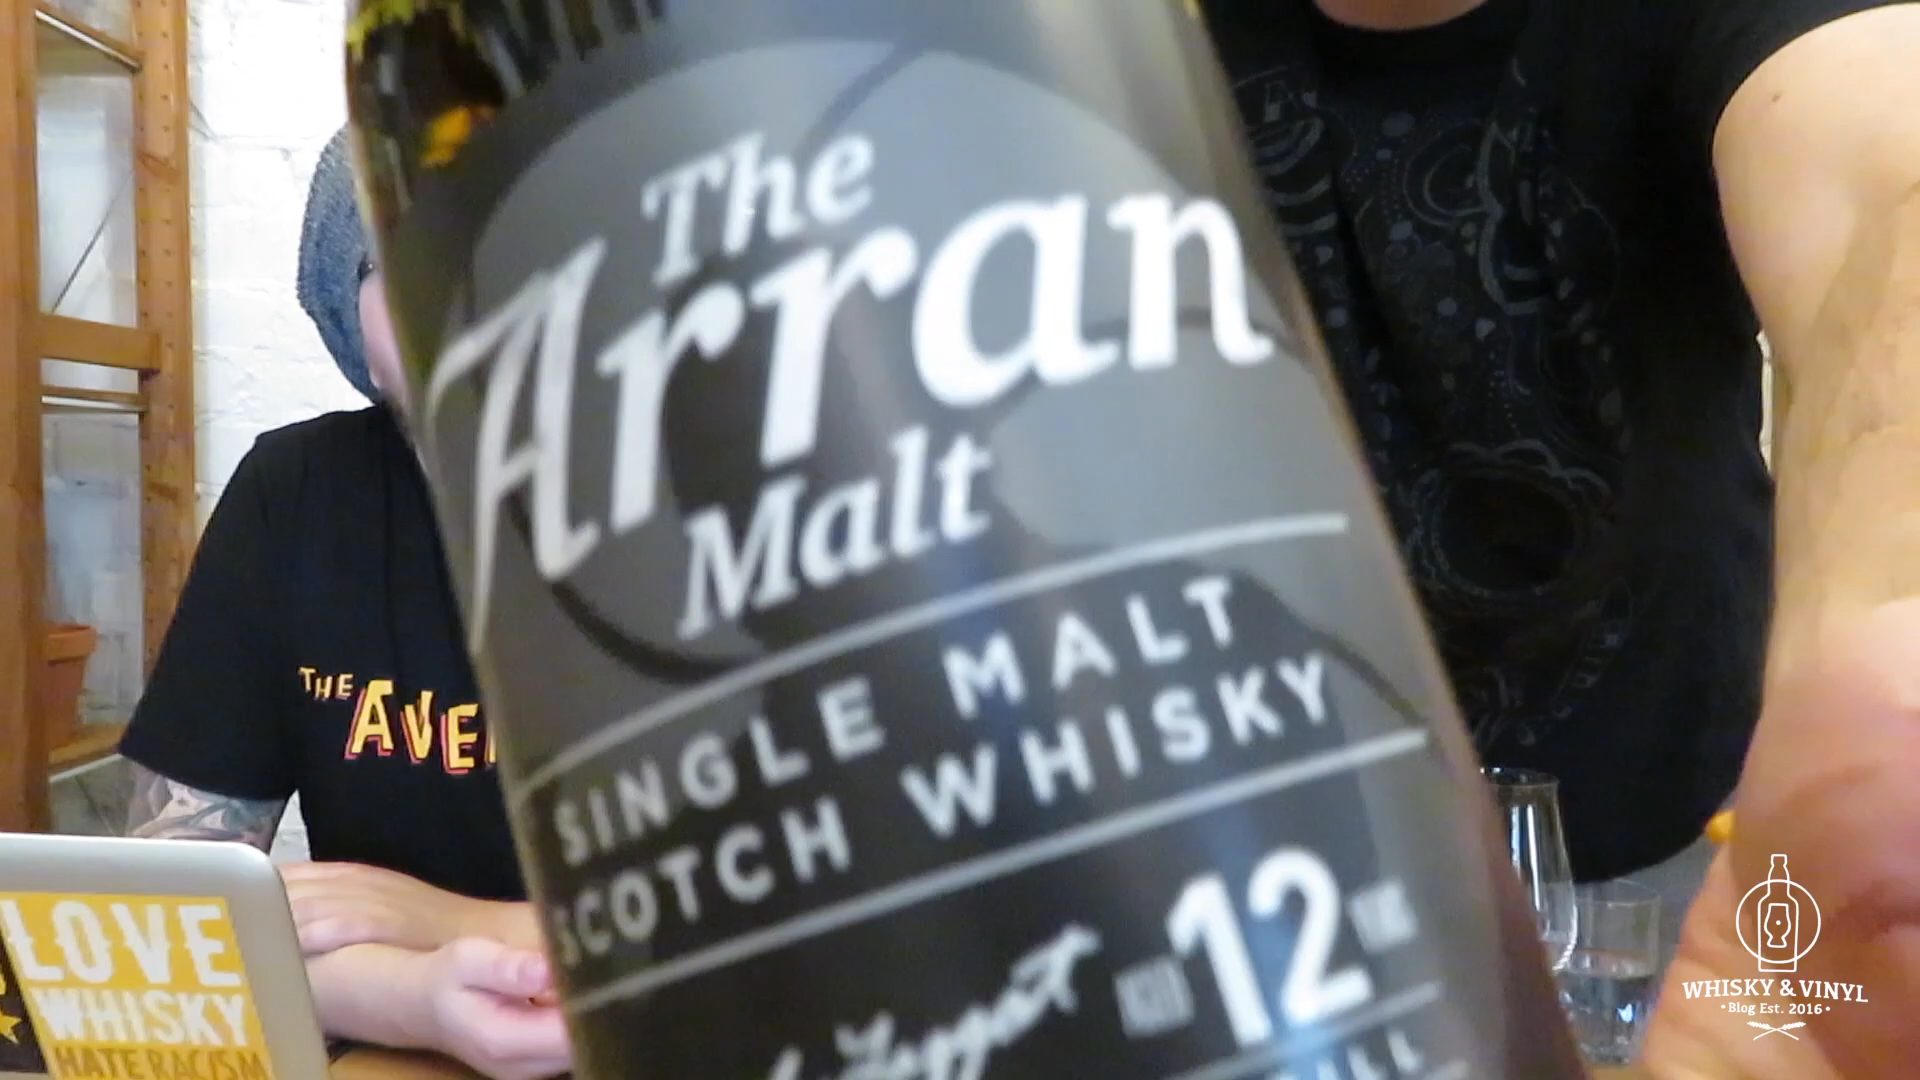 The
Arran
Malt
SINGLE MALT
SCOTCH WHISKY
AGED 12
THE AVE
LOVE
WHISKY
HATE RACISM
WHISKY & VINYL
• Blog Est. 2016 •